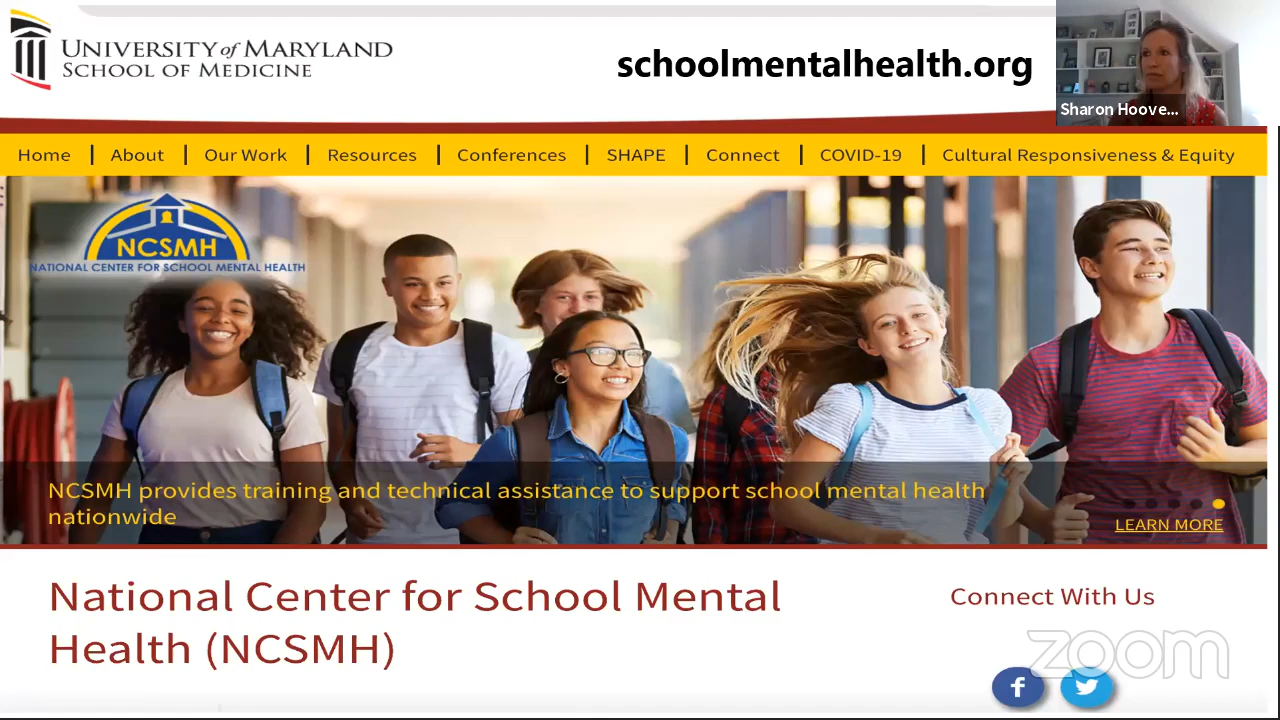 UNIVERSITY of MARYLAND
SCHOOL OF MEDICINE
schoolmentalhealth.org
Sharon Hoove...
Home | About | Our Work | Resources | Conferences | SHAPE | Connect | COVID-19 | Cultural Responsiveness & Equity
NCSMH
NATIONAL CENTER FOR SCHOOL MENTAL HEALTH
NCSMH provides training and technical assistance to support school mental health
nationwide
LEARN MORE
National Center for School Mental
Health (NCSMH)
Connect With Us
zoom
f